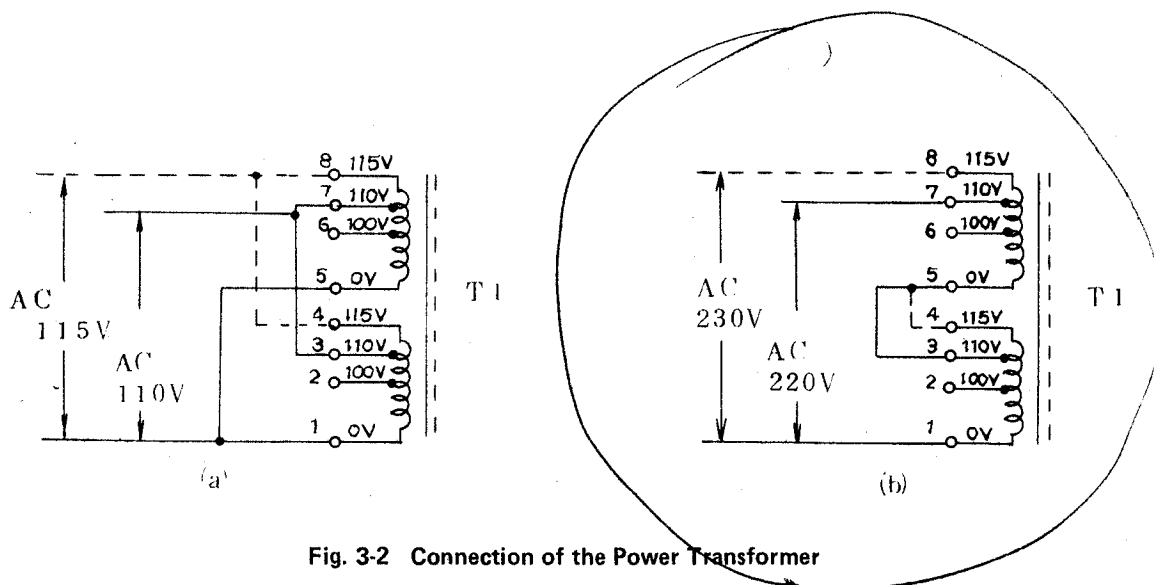 8 115V
7 110V
6 100V
5 0V
4 115V
3 110V
2 100V
1 0V
AC
115V
AC
110V
T1
(a)
8 115V
7 110V
6 100V
5 0V
4 115V
3 110V
2 100V
1 0V
AC
230V
AC
220V
T1
(b)
Fig. 3-2 Connection of the Power Transformer